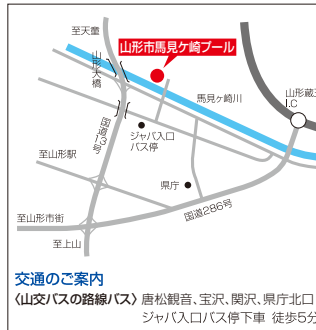 至天童
山形大橋
山形市馬見ケ崎プール
馬見ヶ崎川
山形蔵王
I.C
国道13号
ジャバ入口
バス停
至山形駅
県庁
至山形市街
国道286号
至上山
交通のご案内
〈山交バスの路線バス〉唐松観音、宝沢、関沢、県庁北口
ジャバ入口バス停下車 徒歩5分